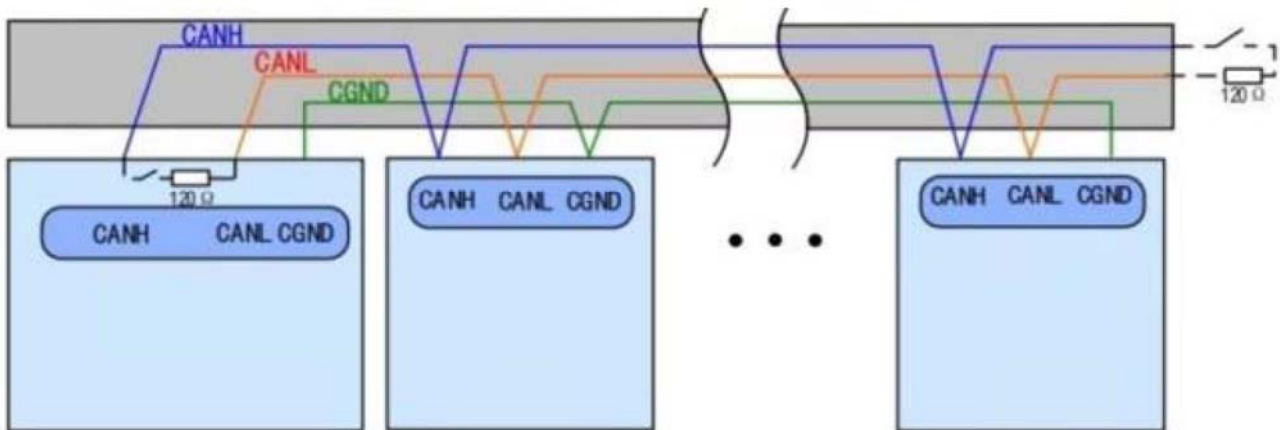 CANH
CANL
CGND
120 Ω
120 Ω
CANH CANL CGND
CANH CANL CGND
CANH CANL CGND